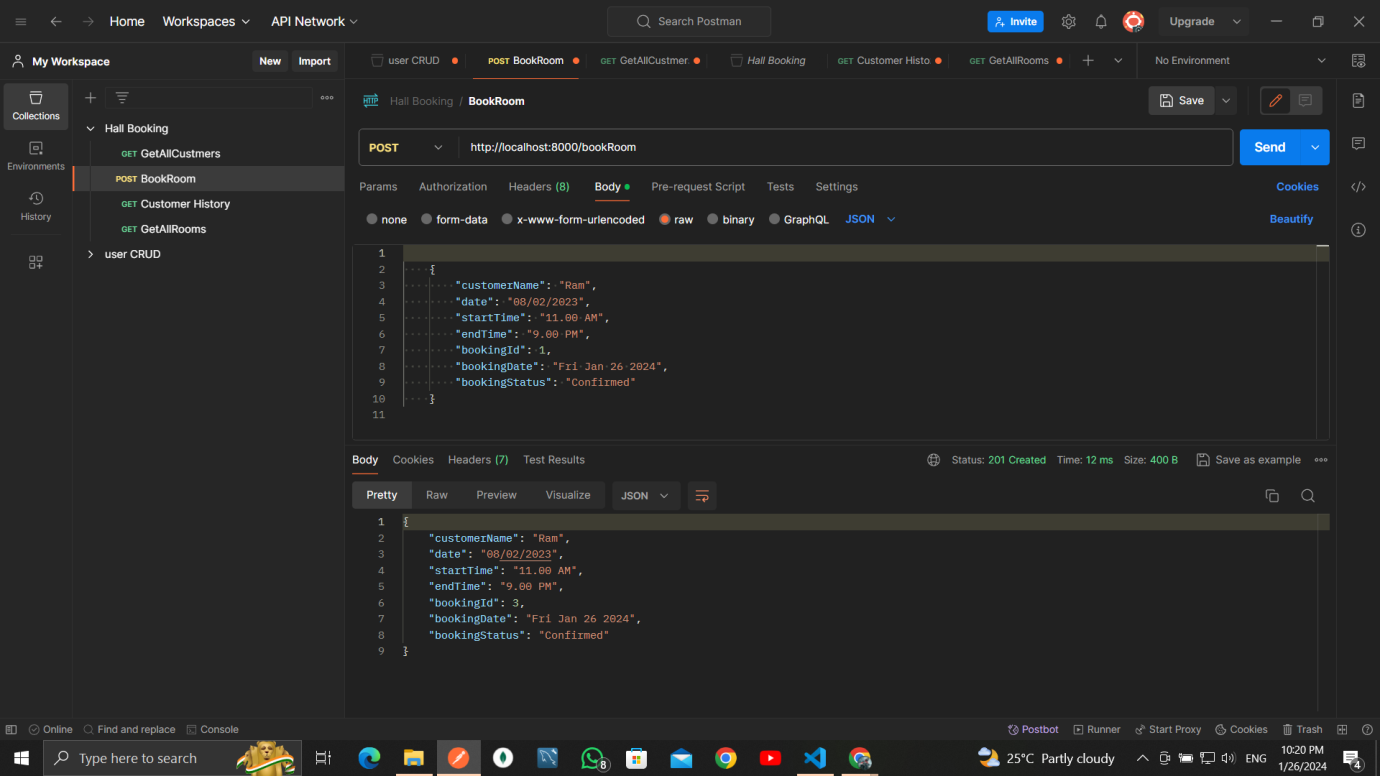 Home Workspaces API Network Search Postman Invite Upgrade
My Workspace New Import user CRUD POST BookRoom GET GetAllCustmer Hall Booking GET Customer Histo GET GetAllRooms No Environment
Collections
Environments
History
Hall Booking
GET GetAllCustmers
POST BookRoom
GET Customer History
GET GetAllRooms
user CRUD
HTTP Hall Booking / BookRoom Save
POST http://localhost:8000/bookRoom Send
Params Authorization Headers (8) Body Pre-request Script Tests Settings Cookies
none form-data x-www-form-urlencoded raw binary GraphQL JSON Beautify
1
2 {
3 "customerName": "Ram",
4 "date": "08/02/2023",
5 "startTime": "11.00 AM",
6 "endTime": "9.00 PM",
7 "bookingId": 1,
8 "bookingDate": "Fri Jan 26 2024",
9 "bookingStatus": "Confirmed"
10 }
11
Body Cookies Headers (7) Test Results Status: 201 Created Time: 12 ms Size: 400 B Save as example
Pretty Raw Preview Visualize JSON
1 {
2 "customerName": "Ram",
3 "date": "08/02/2023",
4 "startTime": "11.00 AM",
5 "endTime": "9.00 PM",
6 "bookingId": 3,
7 "bookingDate": "Fri Jan 26 2024",
8 "bookingStatus": "Confirmed"
9 }
Online Find and replace Console Postbot Runner Start Proxy Cookies Trash
Type here to search 8 25°C Partly cloudy ENG 10:20 PM
1/26/2024 4